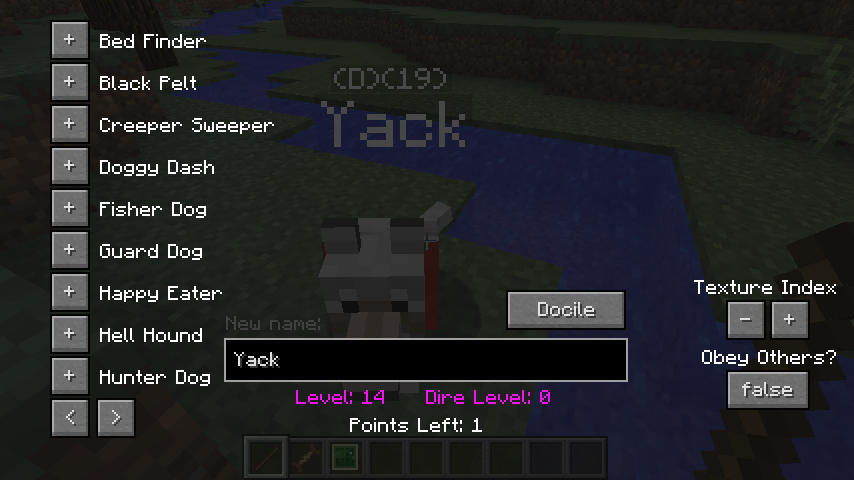 + Bed Finder
+ Black Pelt
(D)(19)
Yack
+ Creeper Sweeper
+ Doggy Dash
+ Fisher Dog
+ Guard Dog
+ Happy Eater
Texture Index
- +
Docile
New name:
+ Hell Hound
Yack
Obey Others?
+ Hunter Dog
false
Level: 14 Dire Level: 0
< >
Points Left: 1